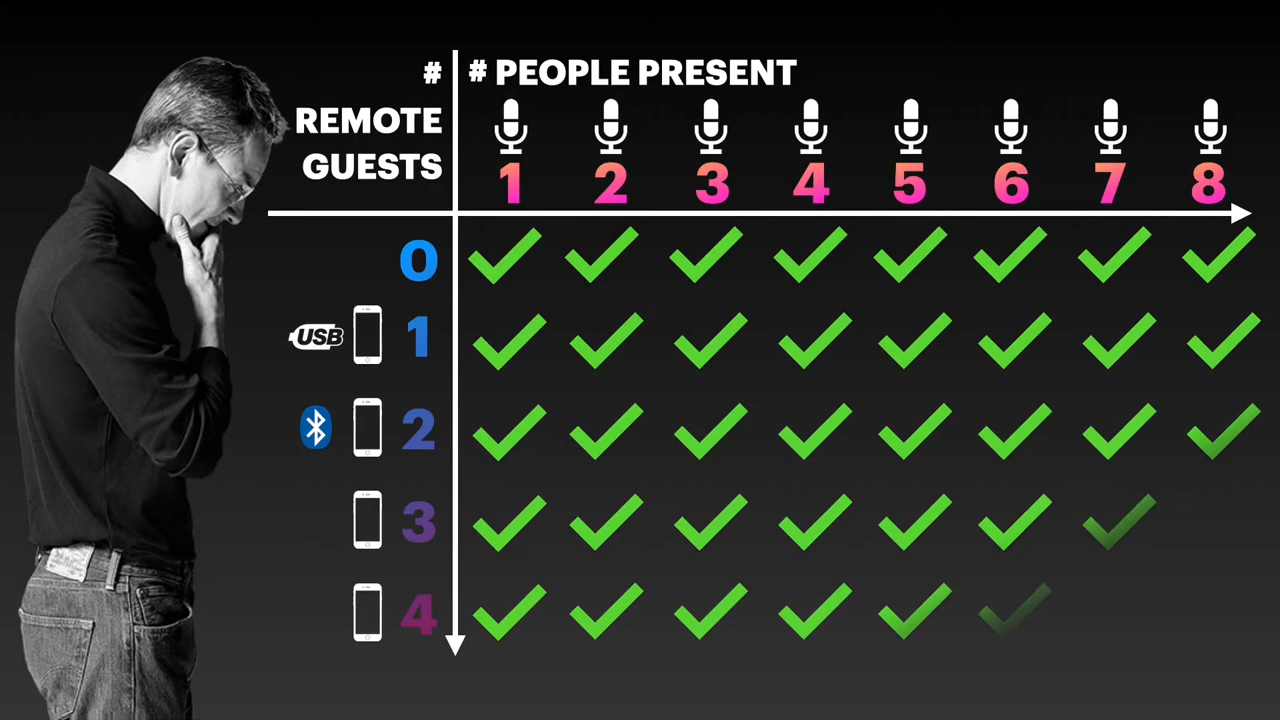 # # PEOPLE PRESENT
REMOTE
GUESTS
1 2 3 4 5 6 7 8
0
USB 1
2
3
4